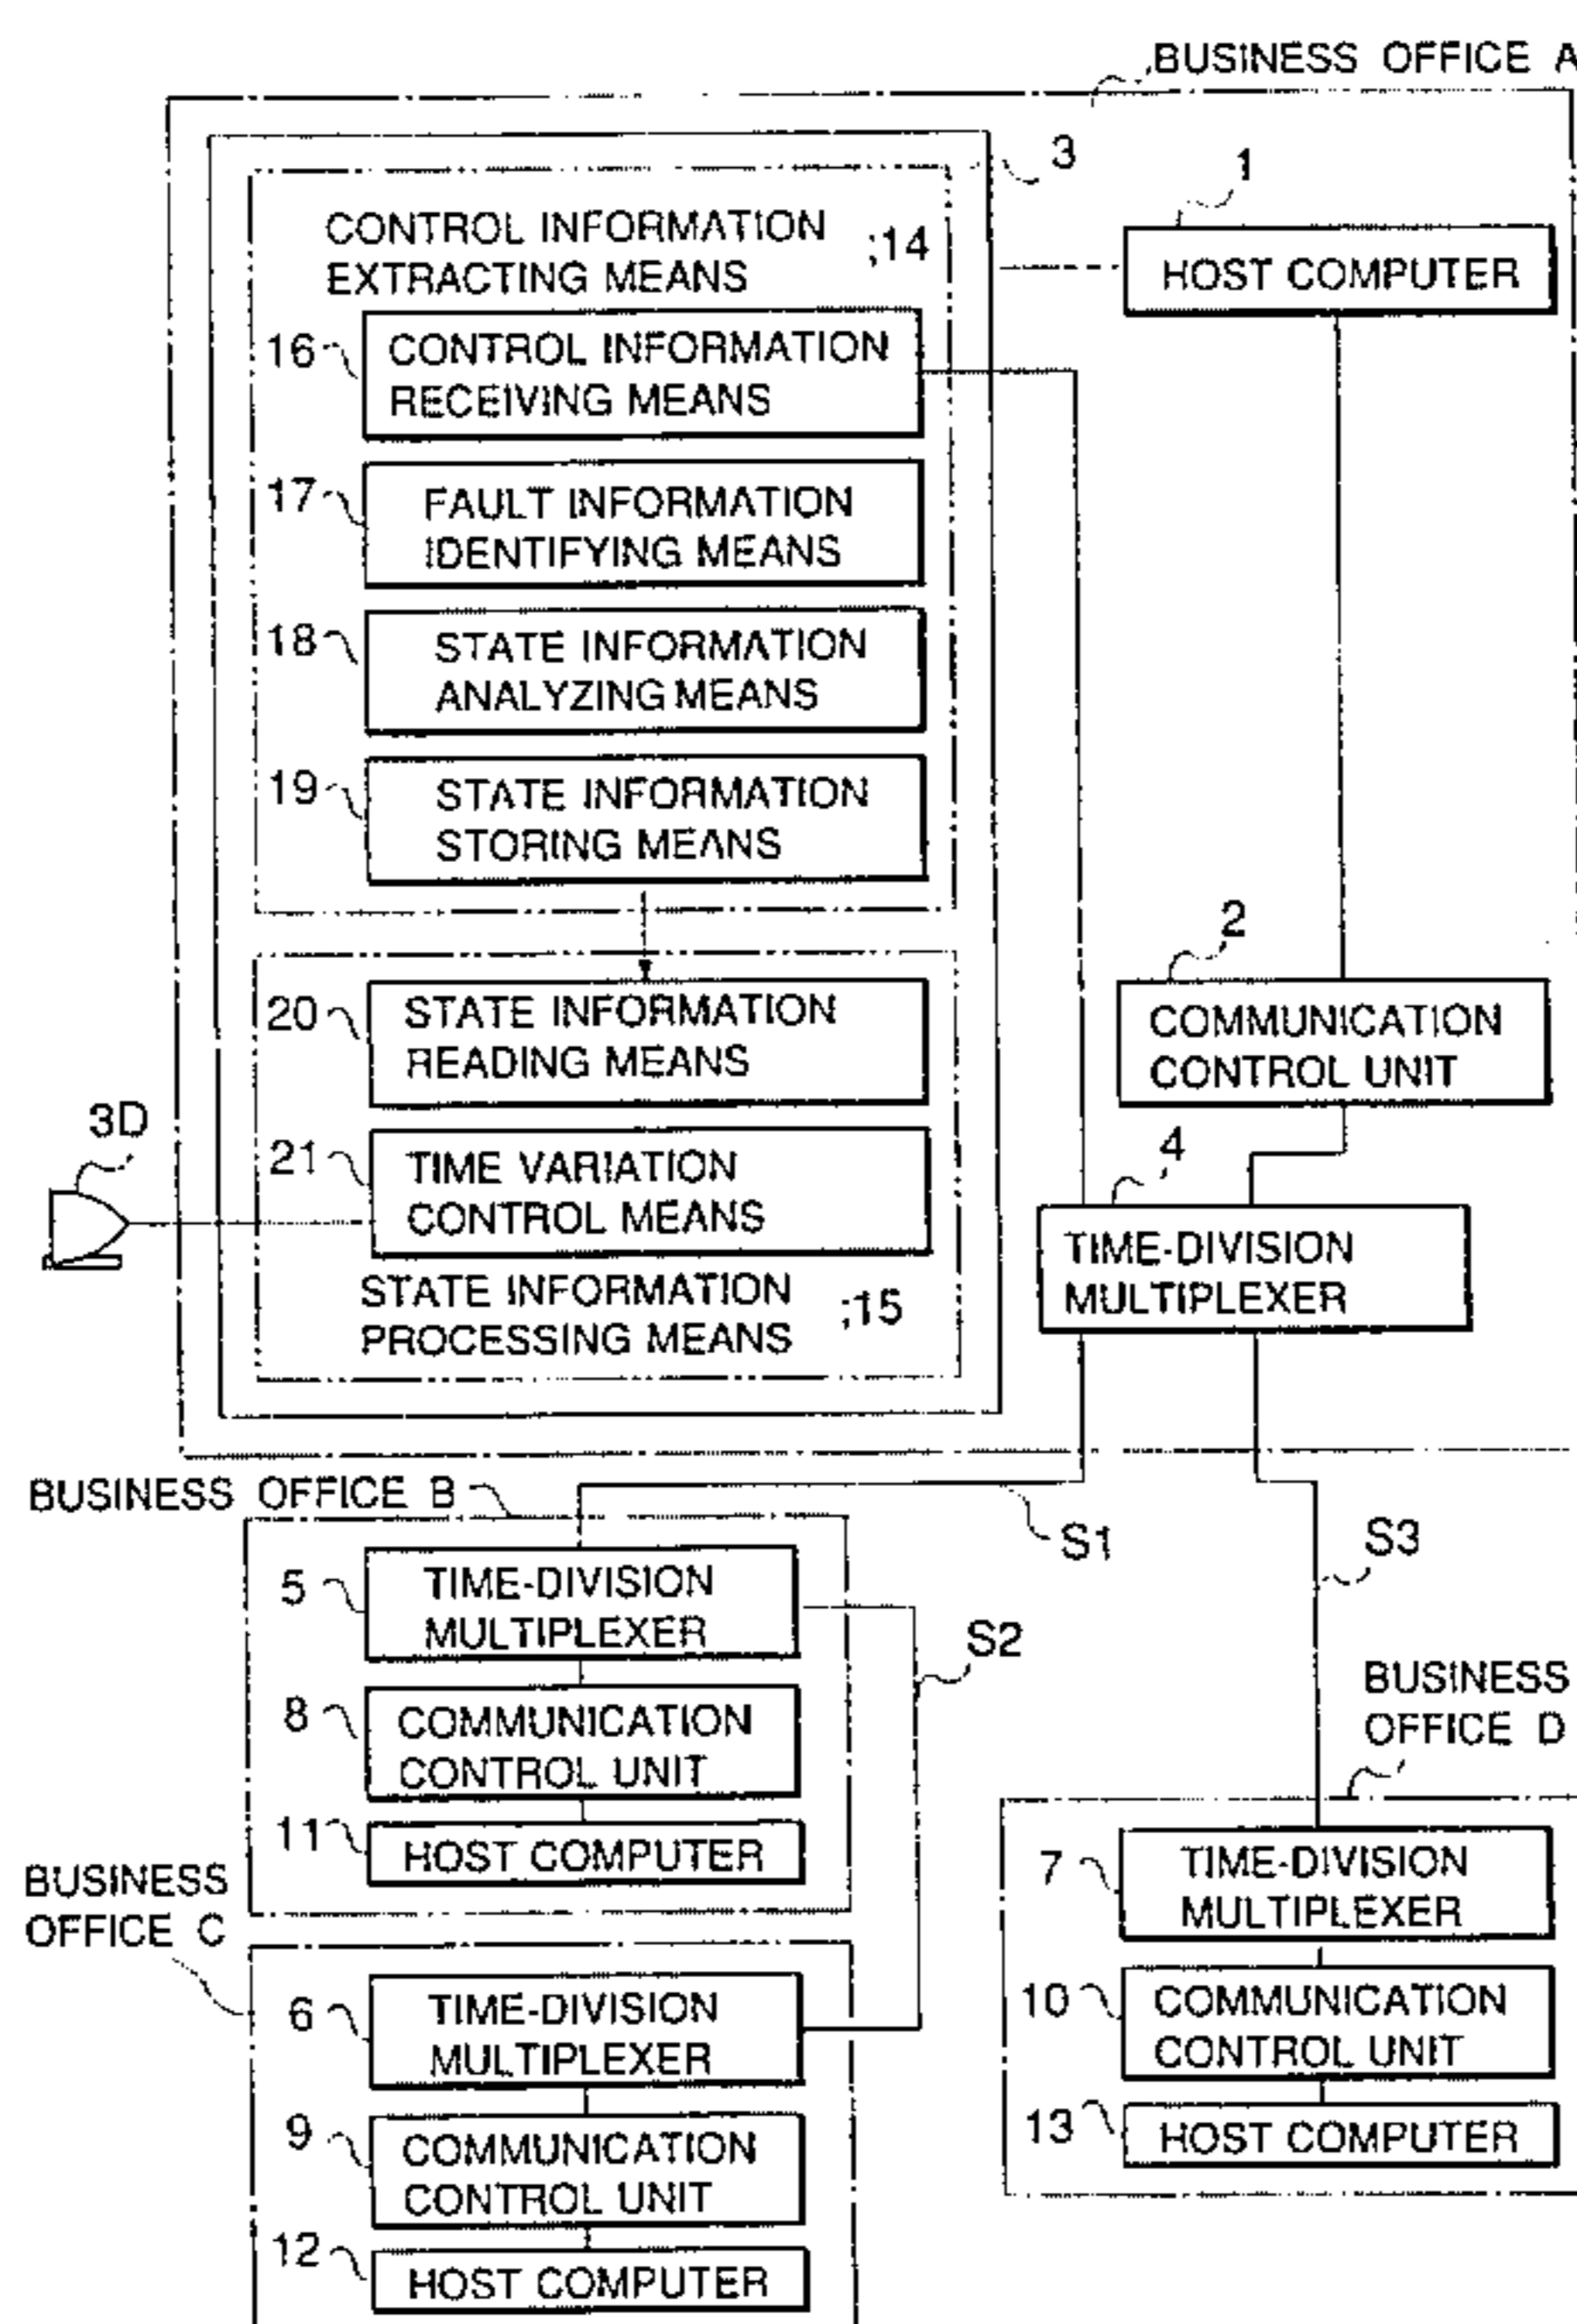 BUSINESS OFFICE A
3
1
CONTROL INFORMATION
EXTRACTING MEANS
;14
HOST COMPUTER
16
CONTROL INFORMATION
RECEIVING MEANS
17
FAULT INFORMATION
IDENTIFYING MEANS
18
STATE INFORMATION
ANALYZING MEANS
19
STATE INFORMATION
STORING MEANS
2
20
STATE INFORMATION
READING MEANS
COMMUNICATION
CONTROL UNIT
3D
21
TIME VARIATION
CONTROL MEANS
4
TIME-DIVISION
MULTIPLEXER
STATE INFORMATION
PROCESSING MEANS
;15
BUSINESS OFFICE B
S1
S3
5
TIME-DIVISION
MULTIPLEXER
S2
8
COMMUNICATION
CONTROL UNIT
BUSINESS
OFFICE D
11
HOST COMPUTER
BUSINESS
OFFICE C
7
TIME-DIVISION
MULTIPLEXER
6
TIME-DIVISION
MULTIPLEXER
10
COMMUNICATION
CONTROL UNIT
9
COMMUNICATION
CONTROL UNIT
13
HOST COMPUTER
12
HOST COMPUTER